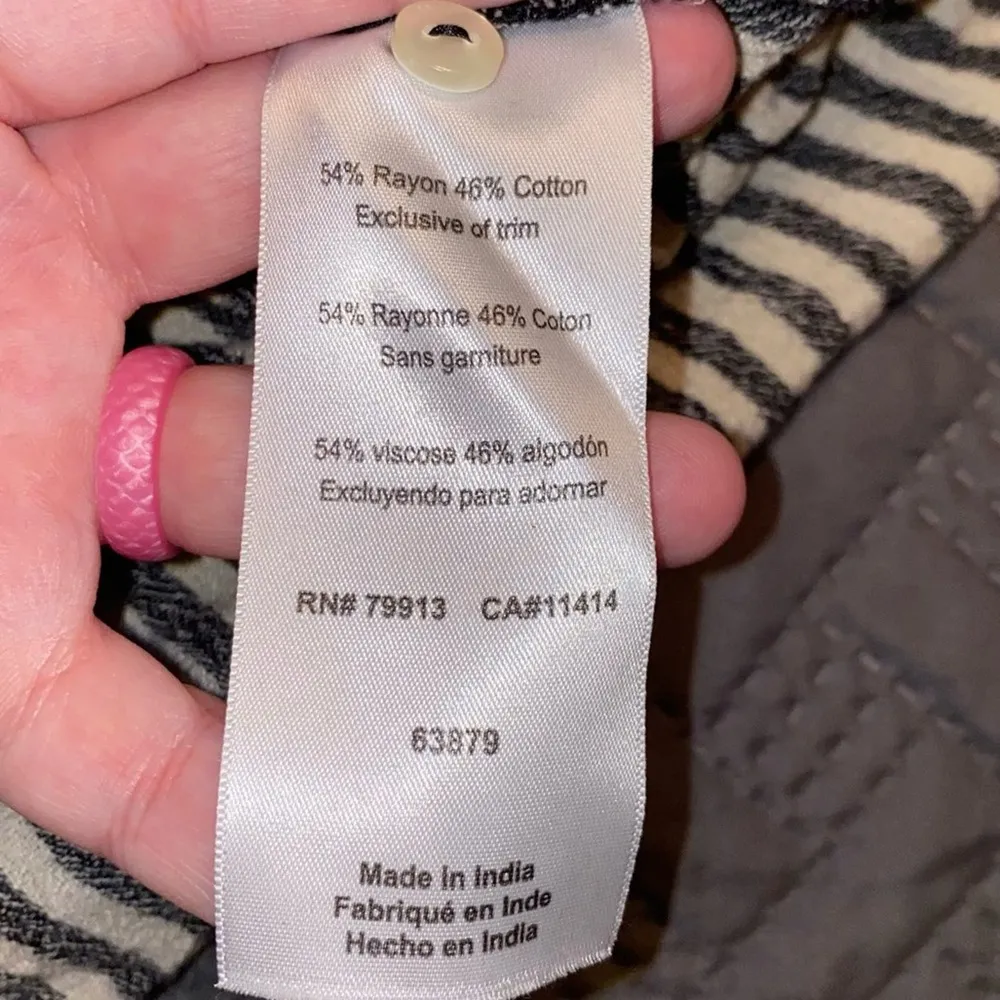 54% Rayon 46% Cotton
Exclusive of trim
54% Rayonne 46% Coton
Sans garniture
54% viscose 46% algodón
Excluyendo para adornar
RN# 79913 CA#11414
63879
Made in India
Fabriqué en Inde
Hecho en India